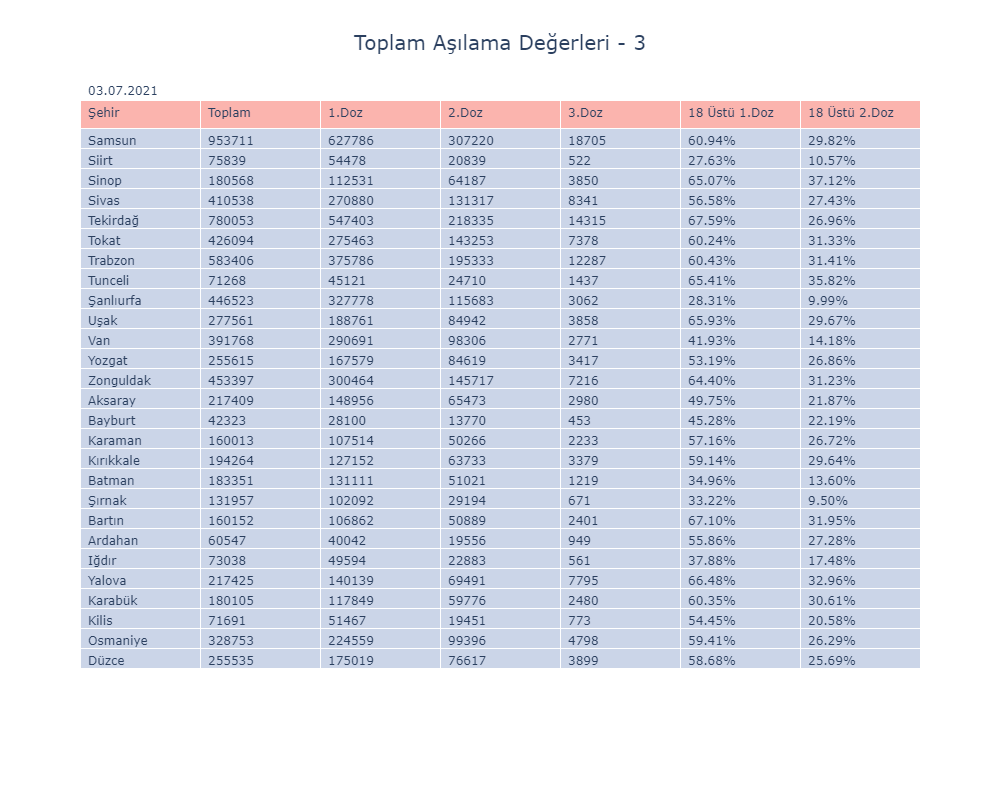 Toplam Aşılama Değerleri - 3
03.07.2021
Şehir Toplam 1.Doz 2.Doz 3.Doz 18 Üstü 1.Doz 18 Üstü 2.Doz
Samsun 953711 627786 307220 18705 60.94% 29.82%
Siirt 75839 54478 20839 522 27.63% 10.57%
Sinop 180568 112531 64187 3850 65.07% 37.12%
Sivas 410538 270880 131317 8341 56.58% 27.43%
Tekirdağ 780053 547403 218335 14315 67.59% 26.96%
Tokat 426094 275463 143253 7378 60.24% 31.33%
Trabzon 583406 375786 195333 12287 60.43% 31.41%
Tunceli 71268 45121 24710 1437 65.41% 35.82%
Şanlıurfa 446523 327778 115683 3062 28.31% 9.99%
Uşak 277561 188761 84942 3858 65.93% 29.67%
Van 391768 290691 98306 2771 41.93% 14.18%
Yozgat 255615 167579 84619 3417 53.19% 26.86%
Zonguldak 453397 300464 145717 7216 64.40% 31.23%
Aksaray 217409 148956 65473 2980 49.75% 21.87%
Bayburt 42323 28100 13770 453 45.28% 22.19%
Karaman 160013 107514 50266 2233 57.16% 26.72%
Kırıkkale 194264 127152 63733 3379 59.14% 29.64%
Batman 183351 131111 51021 1219 34.96% 13.60%
Şırnak 131957 102092 29194 671 33.22% 9.50%
Bartın 160152 106862 50889 2401 67.10% 31.95%
Ardahan 60547 40042 19556 949 55.86% 27.28%
Iğdır 73038 49594 22883 561 37.88% 17.48%
Yalova 217425 140139 69491 7795 66.48% 32.96%
Karabük 180105 117849 59776 2480 60.35% 30.61%
Kilis 71691 51467 19451 773 54.45% 20.58%
Osmaniye 328753 224559 99396 4798 59.41% 26.29%
Düzce 255535 175019 76617 3899 58.68% 25.69%